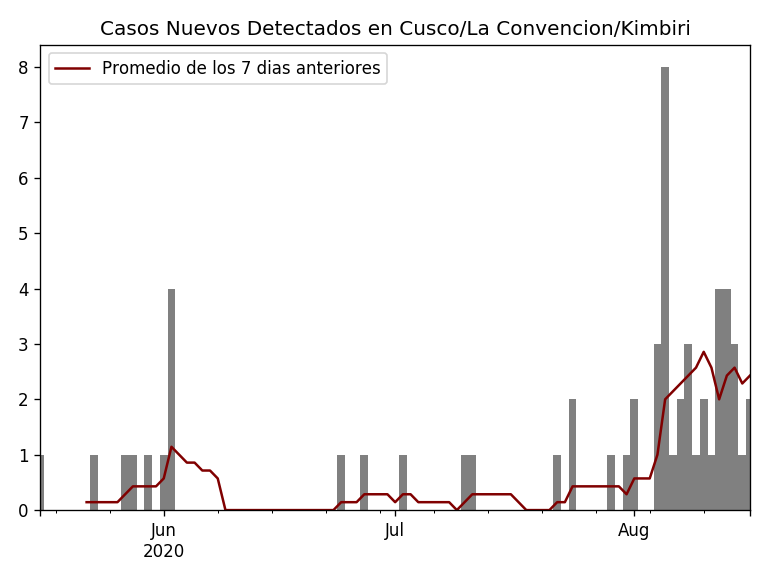 Casos Nuevos Detectados en Cusco/La Convencion/Kimbiri
Promedio de los 7 dias anteriores
8
7
6
5
4
3
2
1
0
Jun
2020
Jul
Aug